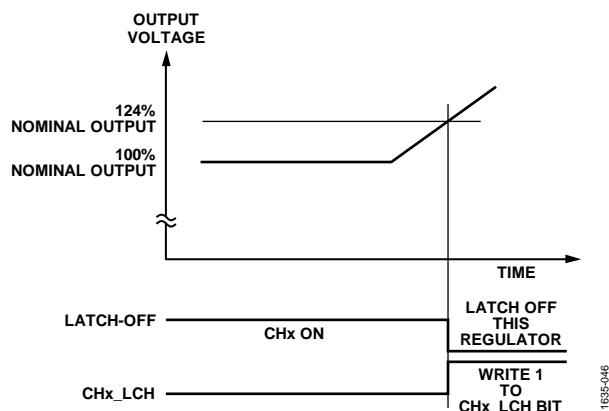 OUTPUT
VOLTAGE
124%
NOMINAL OUTPUT
100%
NOMINAL OUTPUT
TIME
LATCH-OFF
CHx ON
LATCH OFF
THIS
REGULATOR
CHx_LCH
WRITE 1
TO
CHx_LCH BIT
1635-046